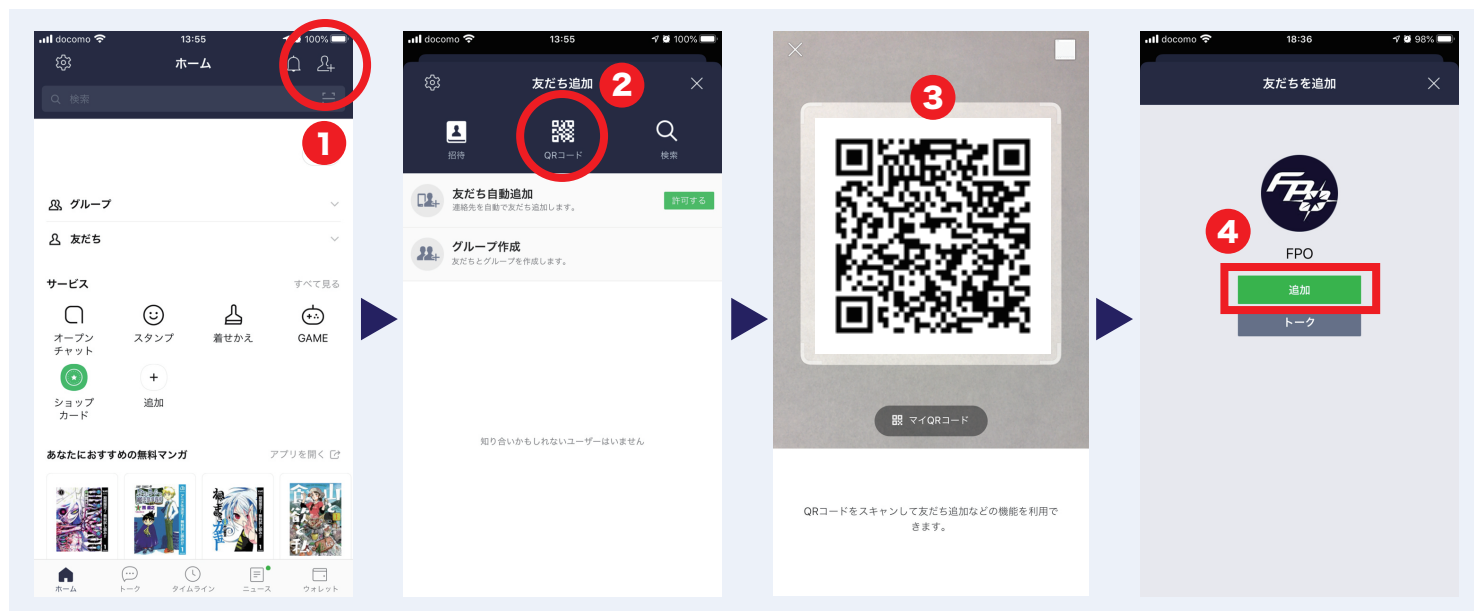 docomo 13:55 100%
ホーム
検索
1
グループ
友だち
サービス すべて見る
オープン
チャット
スタンプ
着せかえ
GAME
ショップ
カード
追加
あなたにおすすめの無料マンガ アプリを開く
ホーム トーク タイムライン ニュース ウォレット
docomo 13:55 100%
友だち追加
2
招待 QRコード 検索
友だち自動追加
連絡先を自動で友だち追加します。
許可する
グループ作成
友だちとグループを作成します。
知り合いかもしれないユーザーはいません
3
マイQRコード
QRコードをスキャンして友だち追加などの機能を利用で
きます。
docomo 18:36 98%
友だちを追加
FPO
4
FPO
追加
トーク